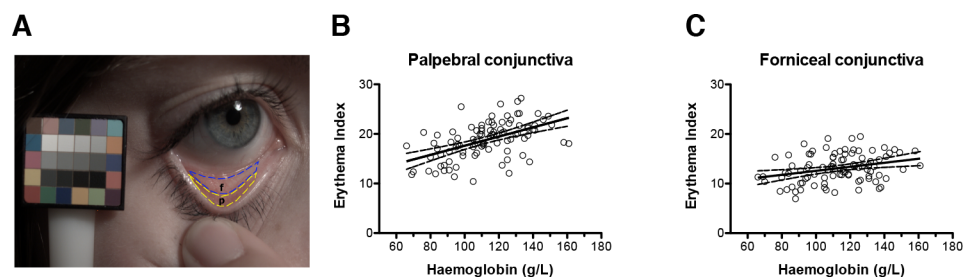 A
f
p
B
Palpebral conjunctiva
Erythema Index
30
20
10
0
60 80 100 120 140 160 180
Haemoglobin (g/L)
C
Forniceal conjunctiva
Erythema Index
30
20
10
0
60 80 100 120 140 160 180
Haemoglobin (g/L)